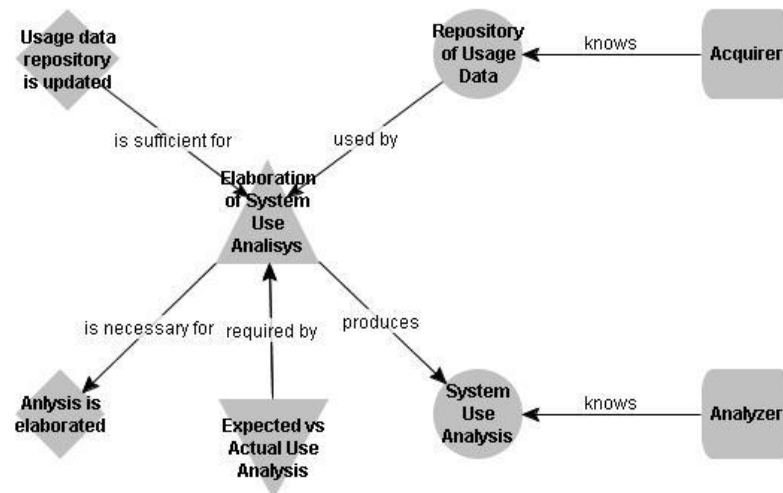 Usage data
repository
is updated
Repository
of Usage
Data
knows
Acquirer
is sufficient for
used by
Elaboration
of System
Use
Analisys
is necessary for
required by
produces
Anlysis is
elaborated
Expected vs
Actual Use
Analysis
System
Use
Analysis
knows
Analyzer